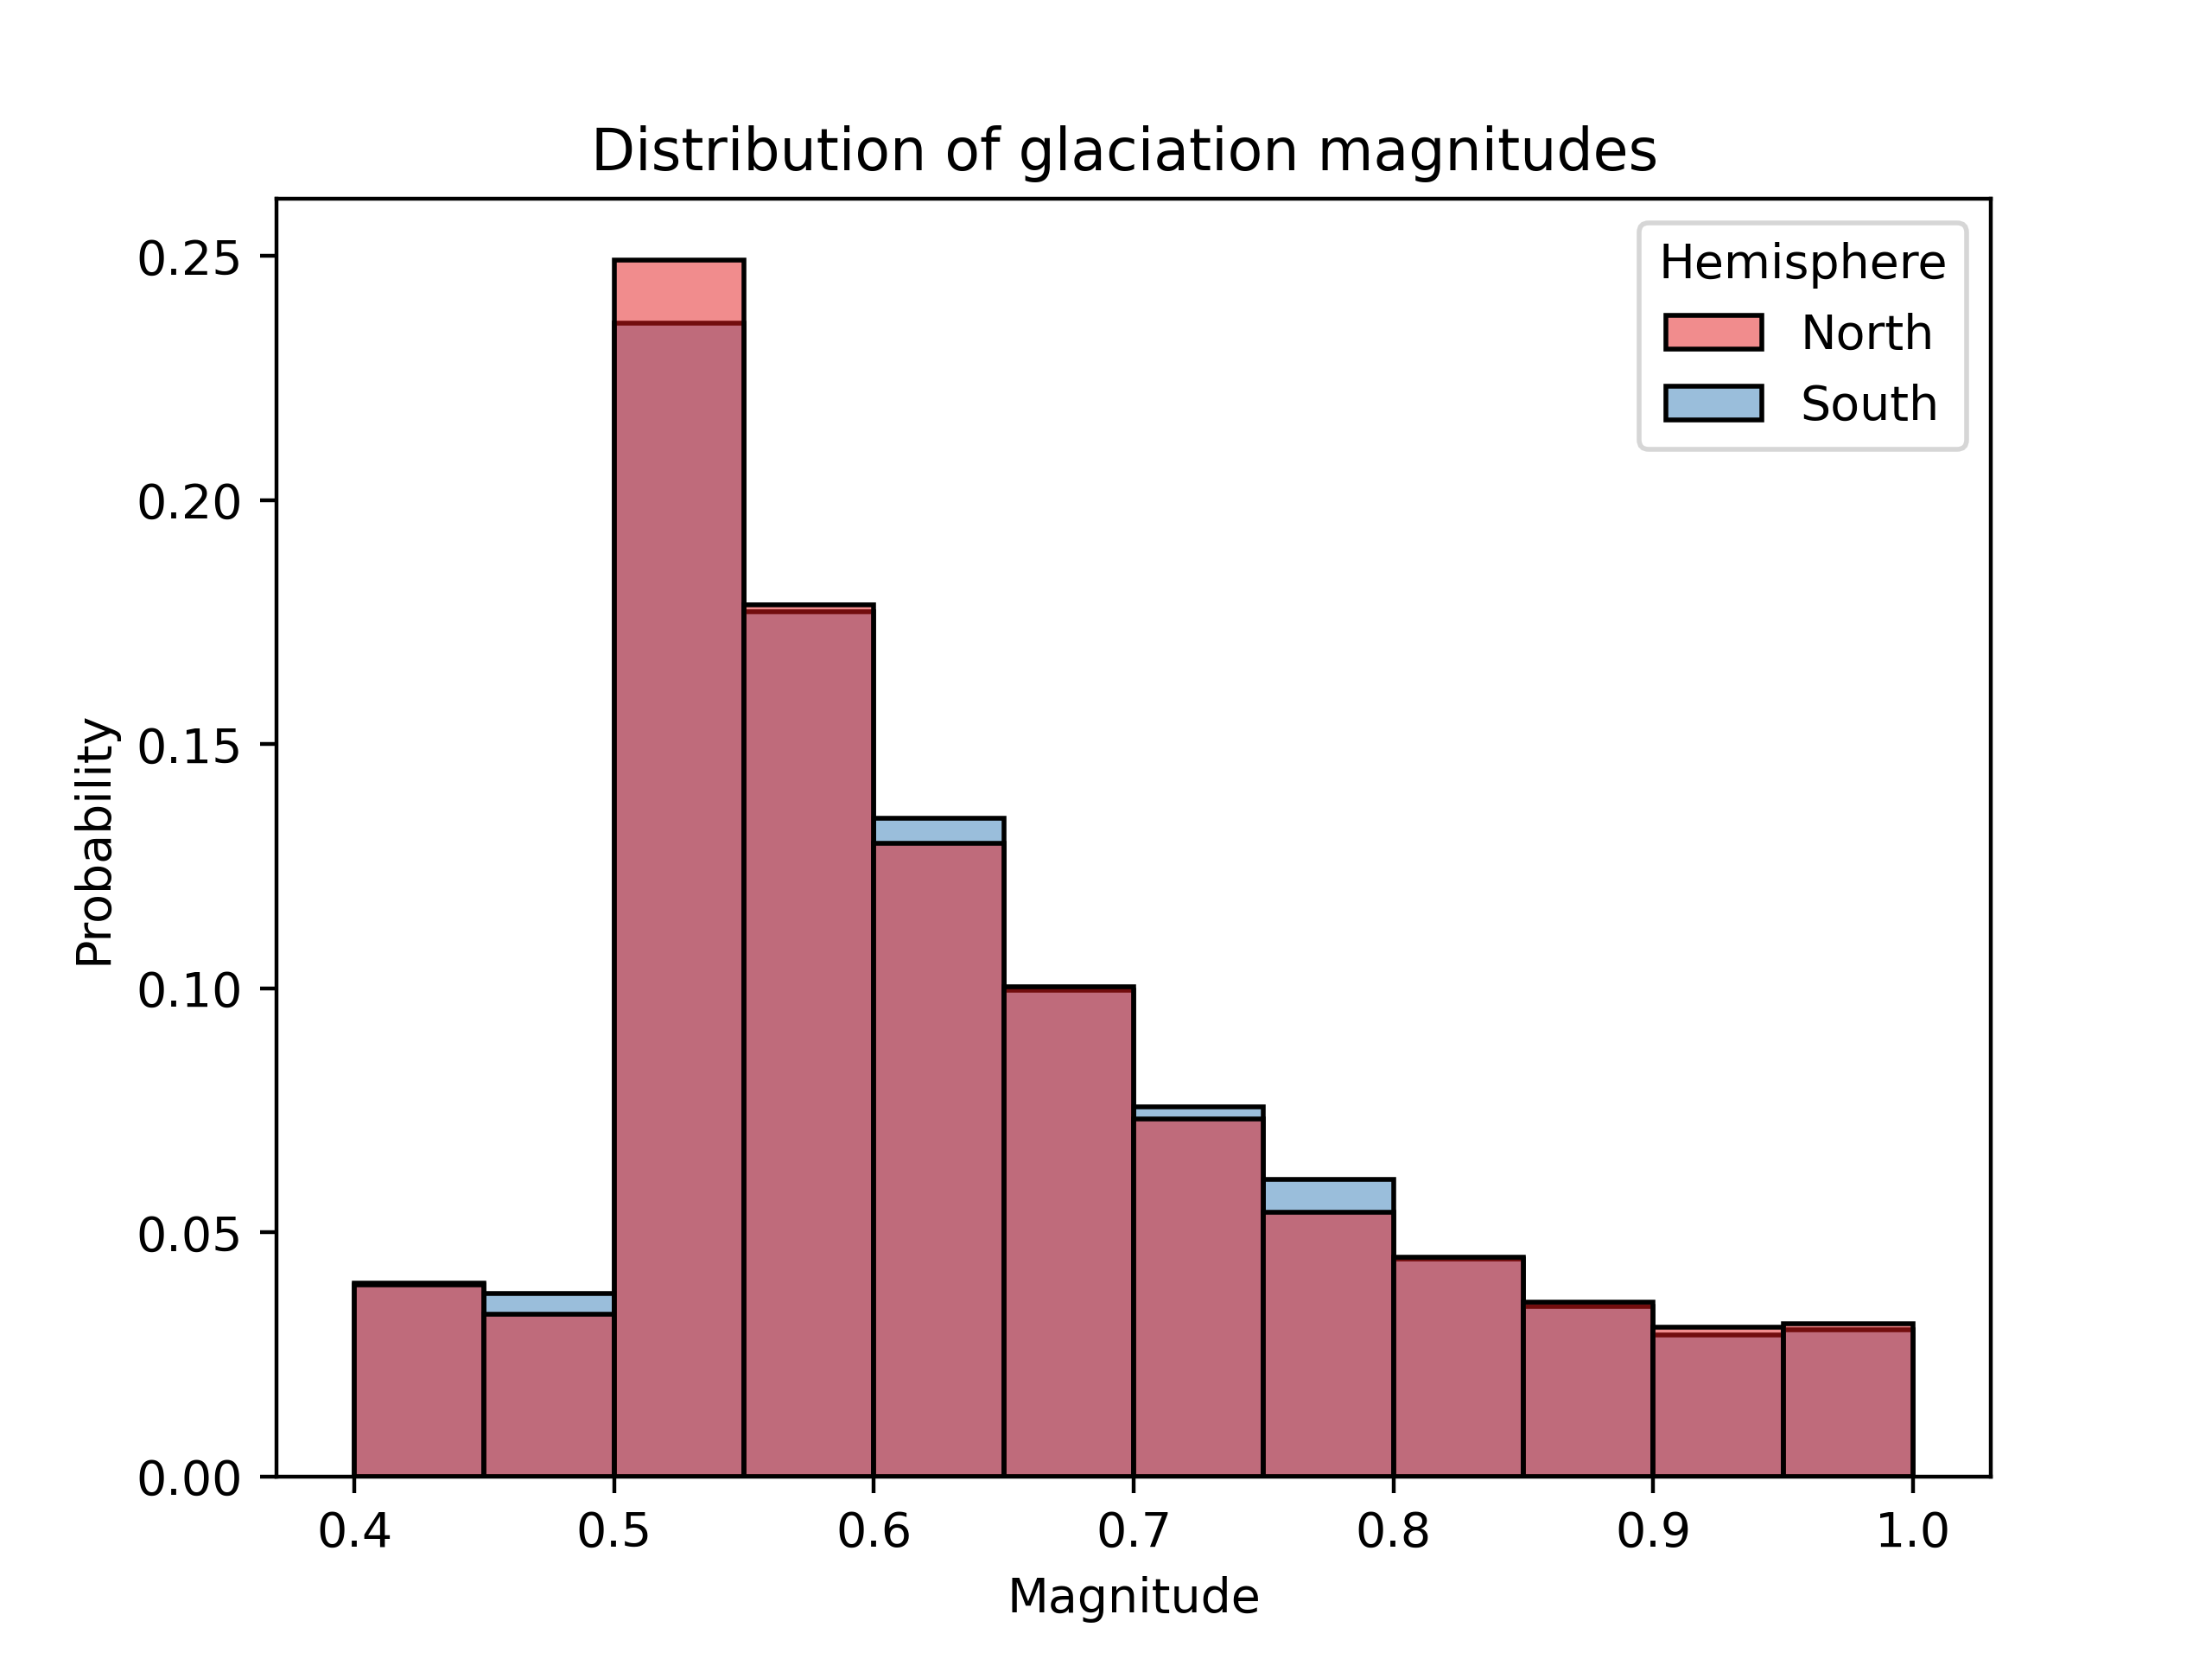 Distribution of glaciation magnitudes
Hemisphere
North
South
0.25
0.20
0.15
0.10
0.05
0.00
Probability
0.4 0.5 0.6 0.7 0.8 0.9 1.0
Magnitude